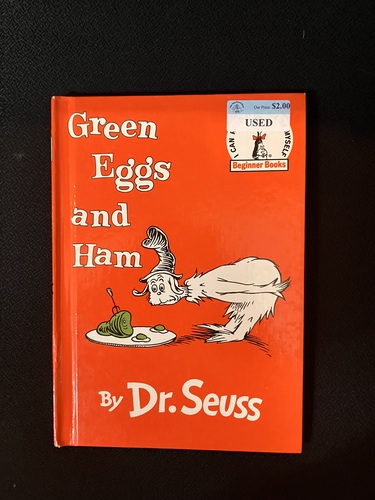 Green
Eggs
and
Ham
Our Price $2.00
USED
I CAN MYSELF
Beginner Books
By Dr. Seuss